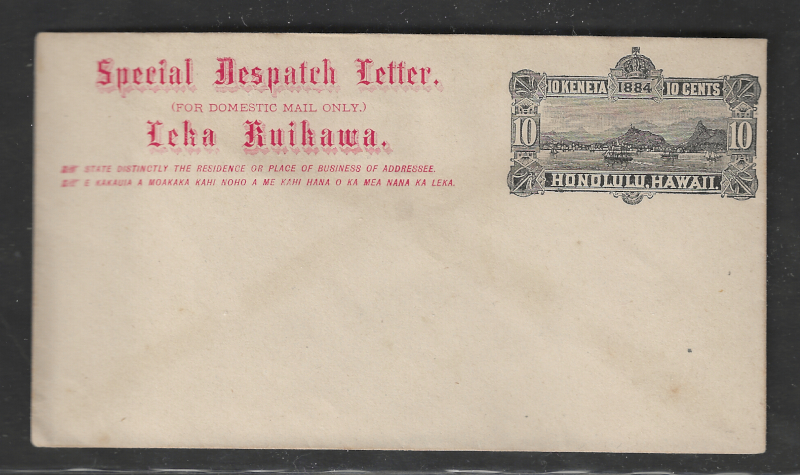 Special Despatch Letter.
(FOR DOMESTIC MAIL ONLY.)
Leka Kuikawa.
STATE DISTINCTLY THE RESIDENCE OR PLACE OF BUSINESS OF ADDRESSEE.
E KAKAUIA A MOAKAKA KAHI NOHO A ME KAHI HANA O KA MEA NANA KA LEKA.
10 KENETA 1884 10 CENTS
10 10
HONOLULU, HAWAII.